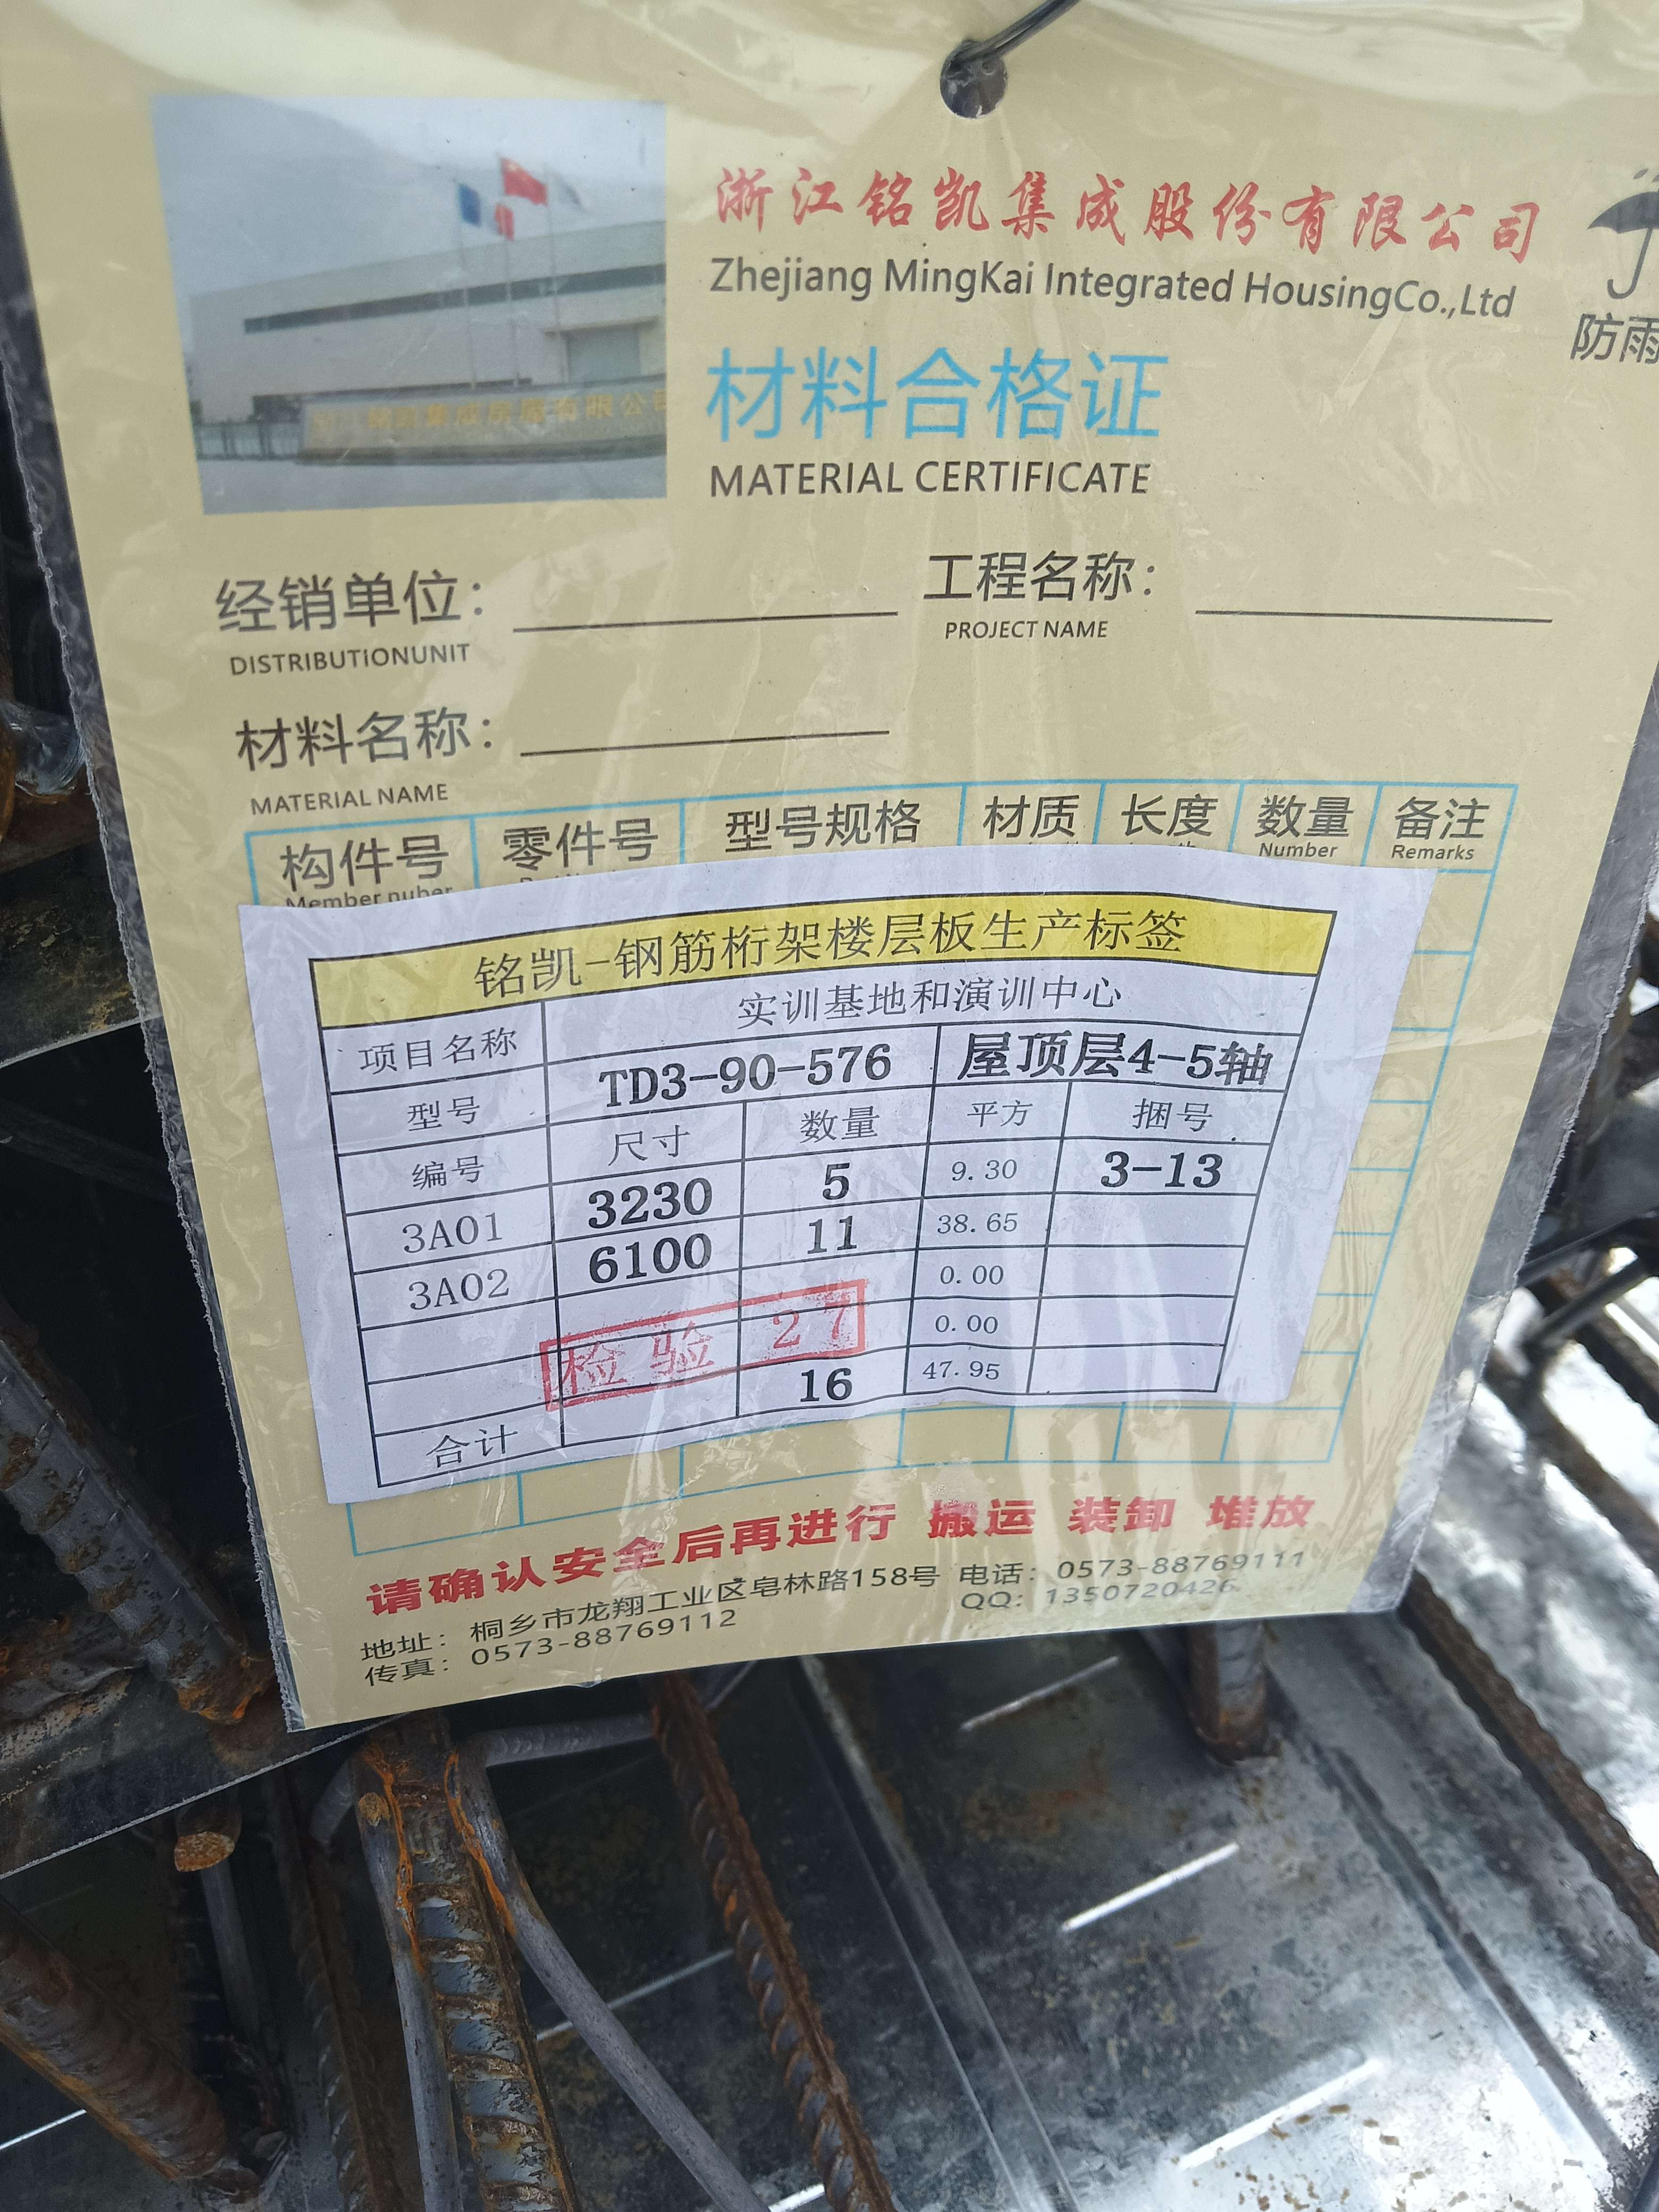 浙江铭凯集成股份有限公司
Zhejiang MingKai Integrated HousingCo.,Ltd
防雨
材料合格证
MATERIAL CERTIFICATE
经销单位： 工程名称：
DISTRIBUTIONUNIT PROJECT NAME
材料名称：
MATERIAL NAME
构件号 零件号 型号规格 材质 长度 数量 备注
Member nuber Number Remarks
铭凯-钢筋桁架楼层板生产标签
项目名称 实训基地和演训中心
型号 TD3-90-576 屋顶层4-5轴
编号 尺寸 数量 平方 捆号
3A01 3230 5 9.30 3-13
3A02 6100 11 38.65
0.00
0.00
检验 27
合计 16 47.95
请确认安全后再进行 搬运 装卸 堆放
地址：桐乡市龙翔工业区皂林路158号 电话：0573-88769111
传真：0573-88769112 QQ：1350720426